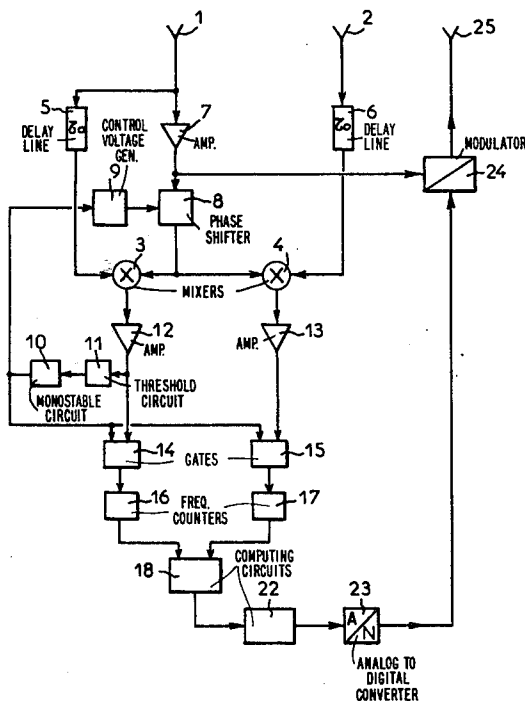 1
2
25
5
DELAY
LINE
CONTROL
VOLTAGE
GEN.
7
AMP.
6
DELAY
LINE
MODULATOR
24
9
8
PHASE
SHIFTER
3
4
MIXERS
12
AMP.
13
AMP.
10
11
MONOSTABLE
CIRCUIT
THRESHOLD
CIRCUIT
14
GATES
15
16
FREQ.
COUNTERS
17
18
COMPUTING
CIRCUITS
22
23
A
N
ANALOG TO
DIGITAL
CONVERTER